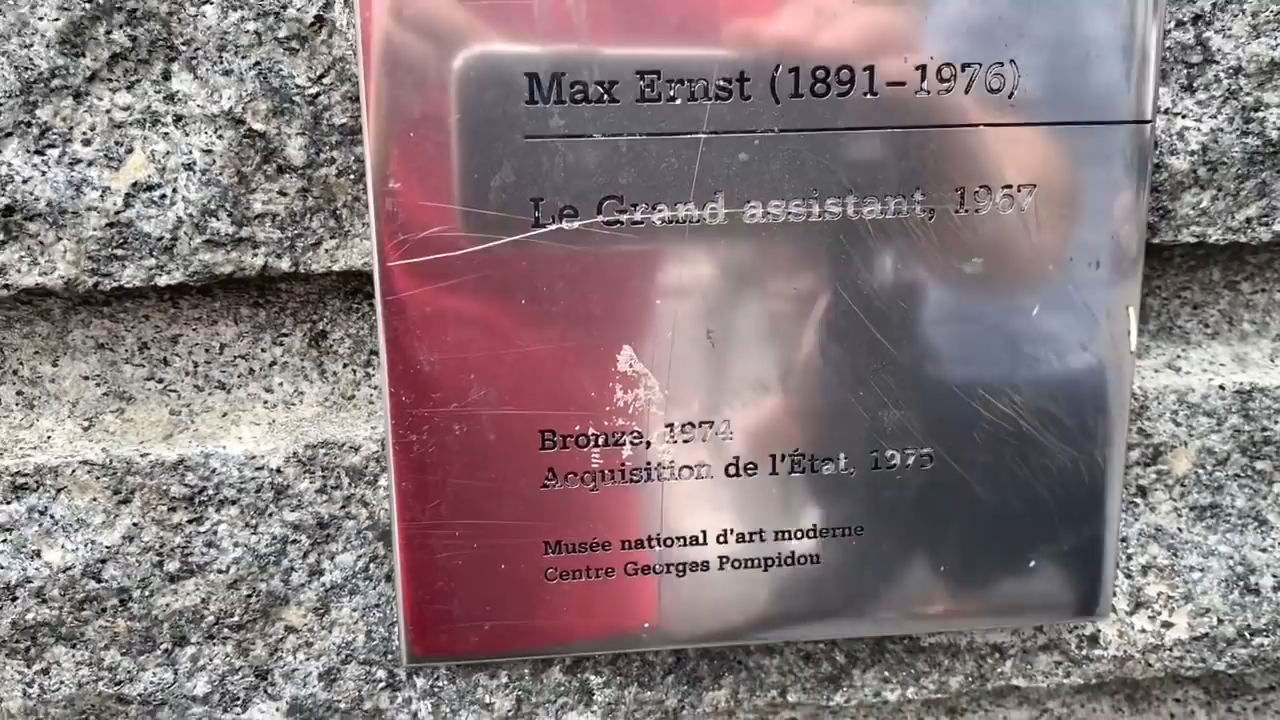 Max Ernst (1891–1976)
Le Grand assistant, 1967
Bronze, 1974
Acquisition de l'État, 1975
Musée national d'art moderne
Centre Georges Pompidou